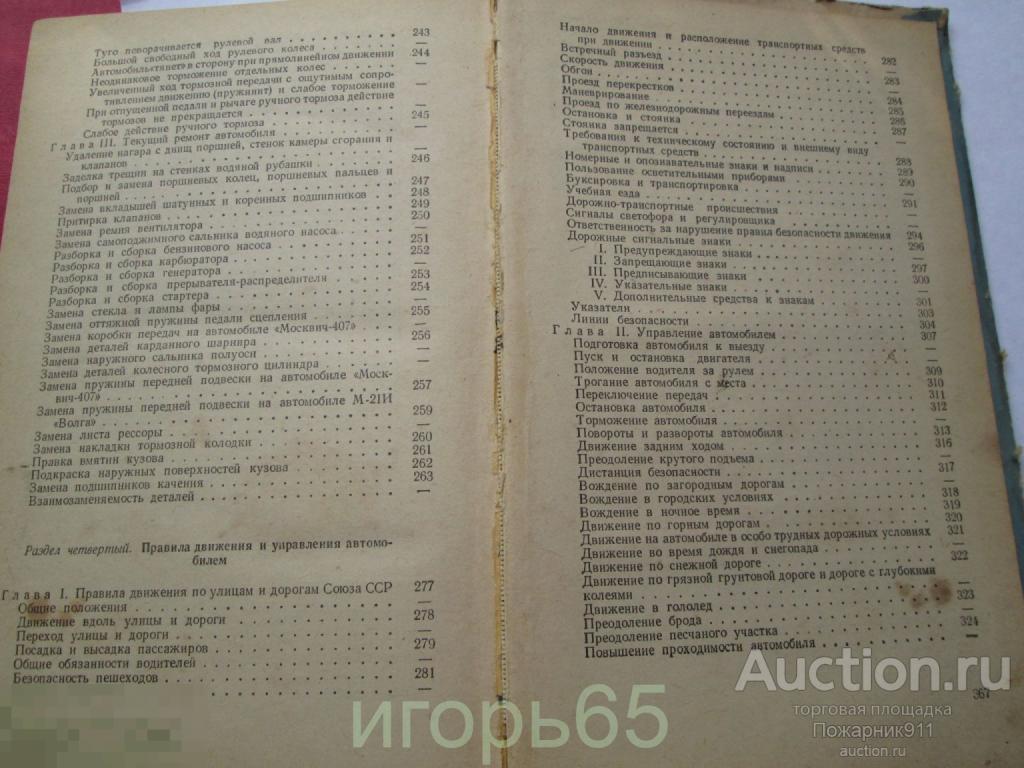 Туго поворачивается рулевой вал . . . 243
Большой свободный ход рулевого колеса . . . —
Автомобиль тянет в сторону при прямолинейном движении 244
Неодинаковое торможение отдельных колес . . . —
Увеличенный ход тормозной передачи с ощутимым сопро-
тивлением движению (пружинит) и слабое торможение —
При отпущенной педали и рычаге ручного тормоза действие
тормозов не прекращается . . . 245
Слабое действие ручного тормоза . . . —
Глава III. Текущий ремонт автомобиля . . . —
Удаление нагара с днищ поршней, стенок камеры сгорания и
клапанов . . . —
Заделка трещин на стенках водяной рубашки . . . 246
Подбор и замена поршневых колец, поршневых пальцев и
поршней . . . 247
Замена вкладышей шатунных и коренных подшипников . . . 248
Притирка клапанов . . . 249
Замена ремня вентилятора . . . 250
Замена самоподжимного сальника водяного насоса . . . —
Разборка и сборка бензинового насоса . . . 251
Разборка и сборка карбюратора . . . 252
Разборка и сборка генератора . . . —
Разборка и сборка прерывателя-распределителя . . . 253
Разборка и сборка стартера . . . 254
Замена стекла и лампы фары . . . —
Замена оттяжной пружины педали сцепления . . . 255
Замена коробки передач на автомобиле «Москвич-407» . . . —
Замена деталей карданного шарнира . . . 256
Замена наружного сальника полуоси . . . —
Замена деталей колесного тормозного цилиндра . . . —
Замена пружины передней подвески на автомобиле «Моск-
вич-407» . . . 257
Замена пружины передней подвески на автомобиле М-21И
«Волга» . . . 259
Замена листа рессоры . . . 260
Замена накладки тормозной колодки . . . 261
Правка вмятин кузова . . . 262
Подкраска наружных поверхностей кузова . . . 263
Замена подшипников качения . . . —
Взаимозаменяемость деталей . . . —
Раздел четвертый. Правила движения и управления автомо-
билем
Глава I. Правила движения по улицам и дорогам Союза ССР 277
Общие положения . . . —
Движение вдоль улицы и дороги . . . 278
Переход улицы и дороги . . . —
Посадка и высадка пассажиров . . . 279
Общие обязанности водителей . . . —
Безопасность пешеходов . . . 281
. . . —
Начало движения и расположение транспортных средств
при движении . . . 282
Встречный разъезд . . . —
Скорость движения . . . —
Обгон . . . 283
Проезд перекрестков . . . —
Маневрирование . . . 284
Проезд по железнодорожным переездам . . . 285
Остановка и стоянка . . . 286
Стоянка запрещается . . . 287
Требования к техническому состоянию и внешнему виду
транспортных средств . . . —
Номерные и опознавательные знаки и надписи . . . 288
Пользование осветительными приборами . . . 289
Буксировка и транспортировка . . . 290
Учебная езда . . . —
Дорожно-транспортные происшествия . . . 291
Сигналы светофора и регулировщика . . . —
Ответственность за нарушение правил безопасности движения 294
Дорожные сигнальные знаки . . . 296
I. Предупреждающие знаки . . . —
II. Запрещающие знаки . . . 297
III. Предписывающие знаки . . . 300
IV. Указательные знаки . . . —
V. Дополнительные средства к знакам . . . 301
Указатели . . . 303
Линии безопасности . . . 304
Глава II. Управление автомобилем . . . 307
Подготовка автомобиля к выезду . . . —
Пуск и остановка двигателя . . . —
Положение водителя за рулем . . . 309
Трогание автомобиля с места . . . 310
Переключение передач . . . 311
Остановка автомобиля . . . 312
Торможение автомобиля . . . —
Повороты и развороты автомобиля . . . 313
Движение задним ходом . . . 316
Преодоление крутого подъема . . . —
Дистанция безопасности . . . 317
Вождение по загородным дорогам . . . —
Вождение в городских условиях . . . 318
Вождение в ночное время . . . 319
Движение по горным дорогам . . . 320
Движение на автомобиле в особо трудных дорожных условиях 321
Движение во время дождя и снегопада . . . —
Движение по снежной дороге . . . 322
Движение по грязной грунтовой дороге и дороге с глубокими
колеями . . . 323
Движение в гололед . . . —
Преодоление брода . . . 324
Преодоление песчаного участка . . . —
Повышение проходимости автомобиля . . . —
367
Auction.ru
торговая площадка
Пожарник911
auction.ru
игорь65